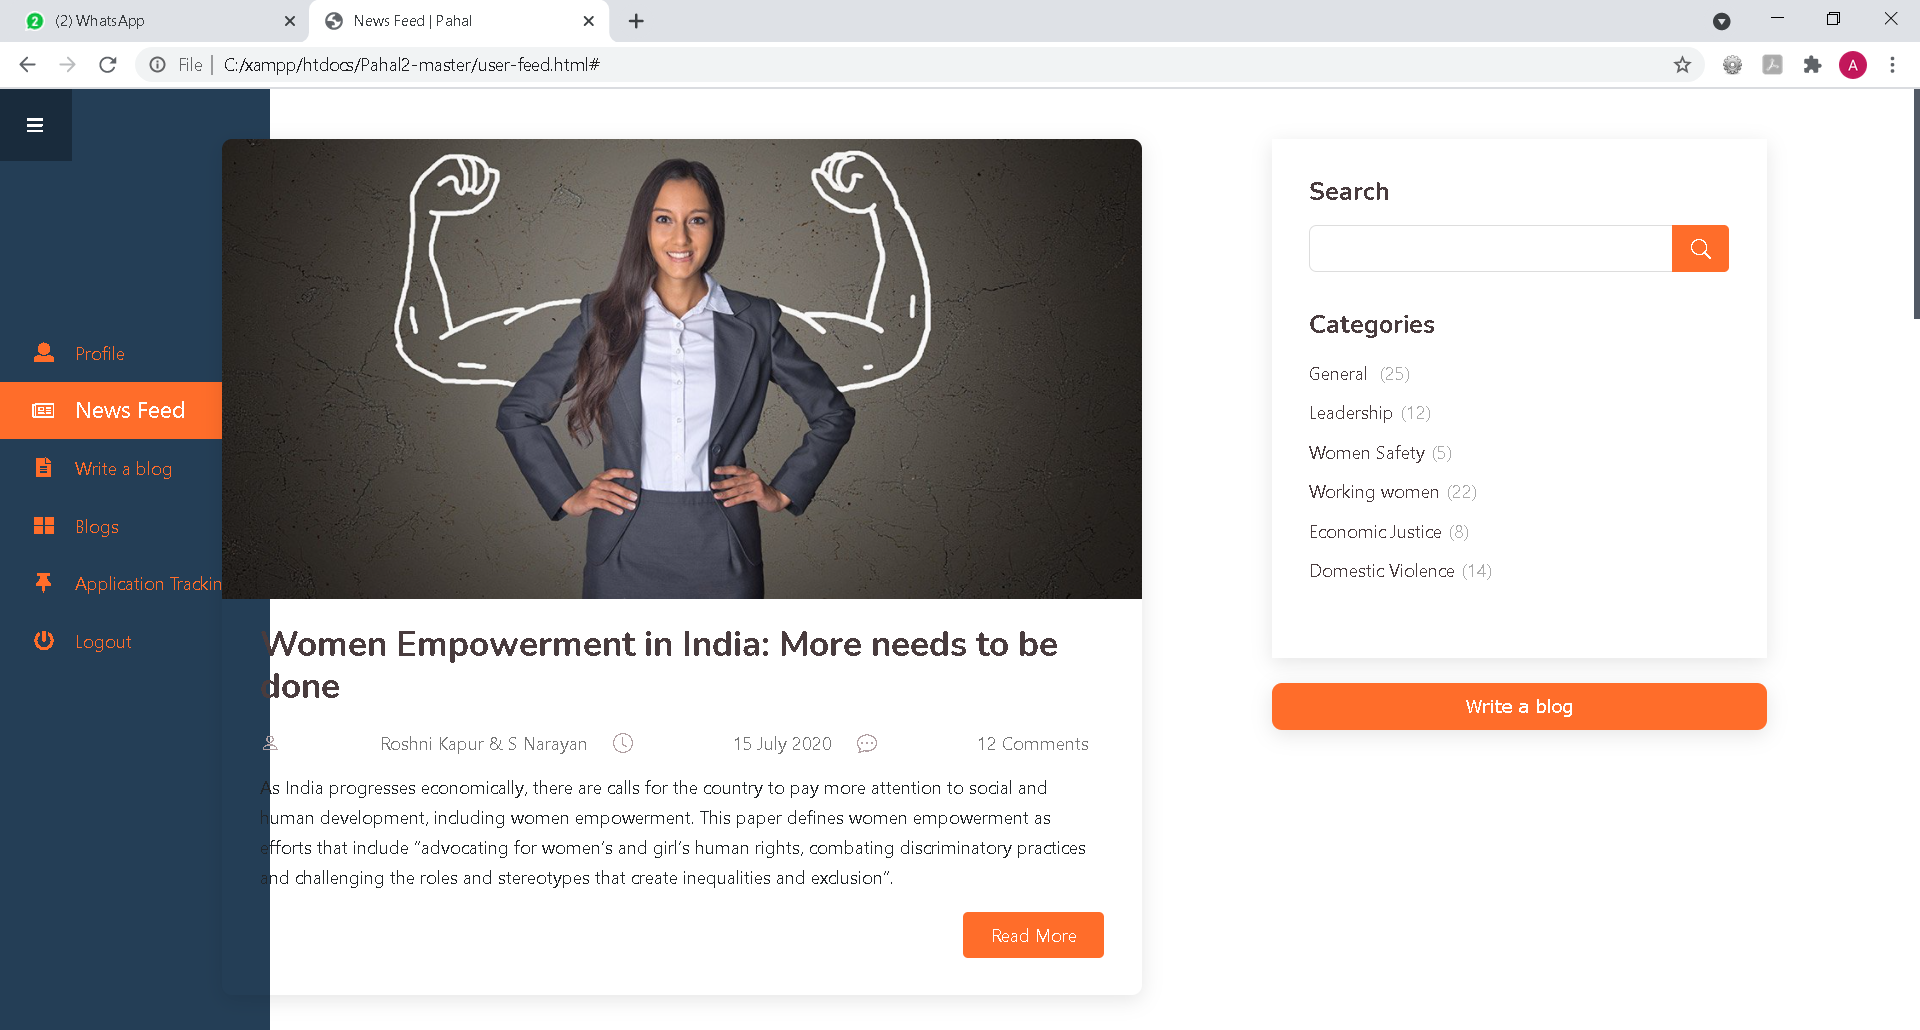 (2) WhatsApp
News Feed | Pahal
File | C:/xampp/htdocs/Pahal2-master/user-feed.html#
A
Profile
News Feed
Write a blog
Blogs
Application Trackin
Logout
Women Empowerment in India: More needs to be
done
Roshni Kapur & S Narayan 15 July 2020 12 Comments
As India progresses economically, there are calls for the country to pay more attention to social and
human development, including women empowerment. This paper defines women empowerment as
efforts that include “advocating for women’s and girl’s human rights, combating discriminatory practices
and challenging the roles and stereotypes that create inequalities and exclusion”.
Read More
Search
Categories
General (25)
Leadership (12)
Women Safety (5)
Working women (22)
Economic Justice (8)
Domestic Violence (14)
Write a blog